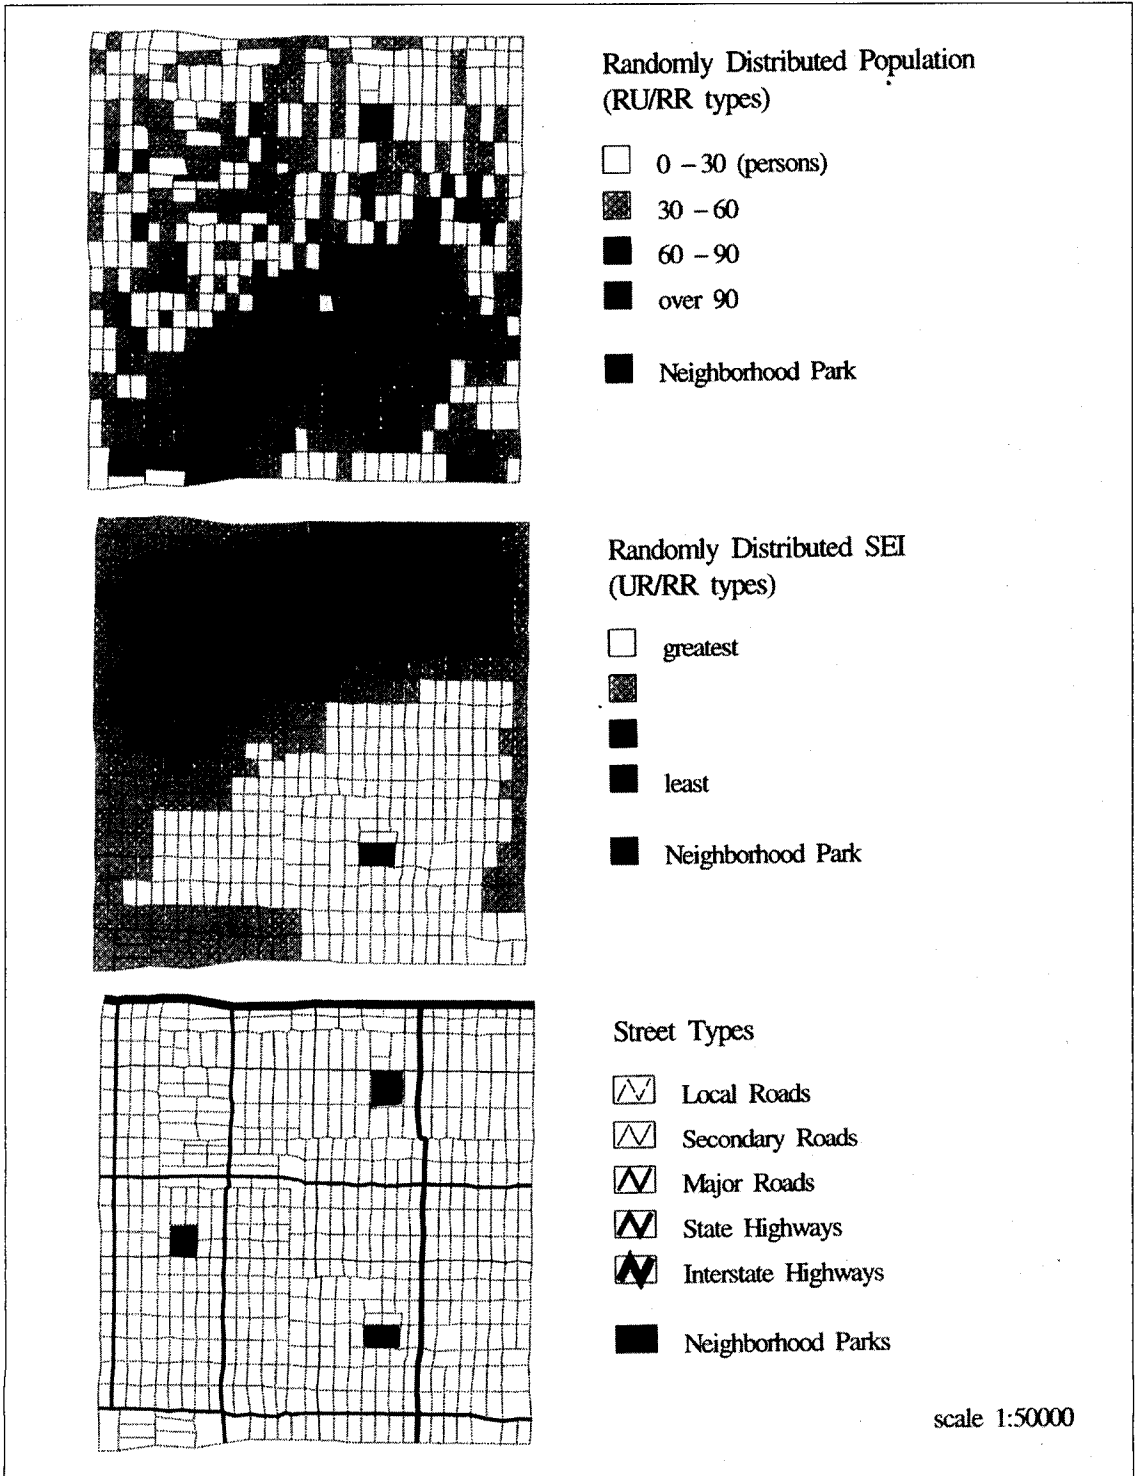 Randomly Distributed Population
(RU/RR types)
0 – 30 (persons)
30 – 60
60 – 90
over 90
Neighborhood Park
Randomly Distributed SEI
(UR/RR types)
greatest
least
Neighborhood Park
Street Types
Local Roads
Secondary Roads
Major Roads
State Highways
Interstate Highways
Neighborhood Parks
scale 1:50000